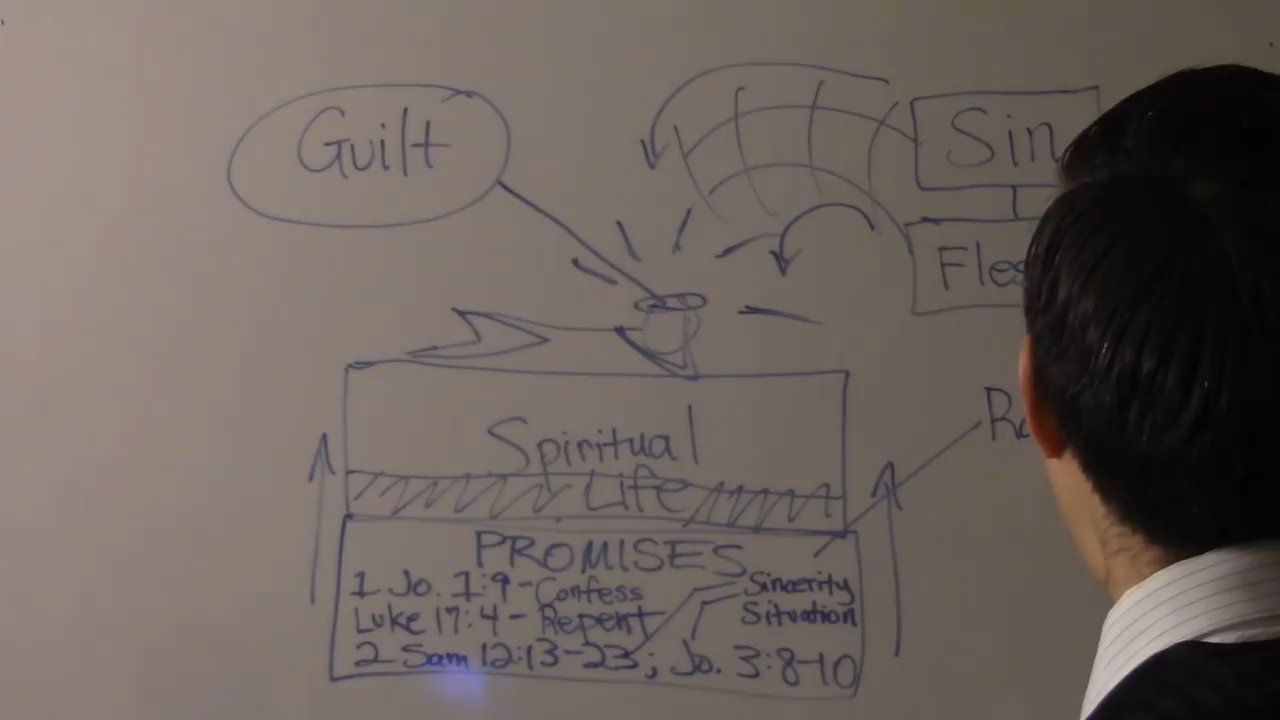 Guilt
Sin
Fles
Spiritual
Life
PROMISES
1 Jo. 1:9 - Confess
Luke 17:4 - Repent
2 Sam 12:13-23; Jo. 3:8-10
Sincerity
Situation